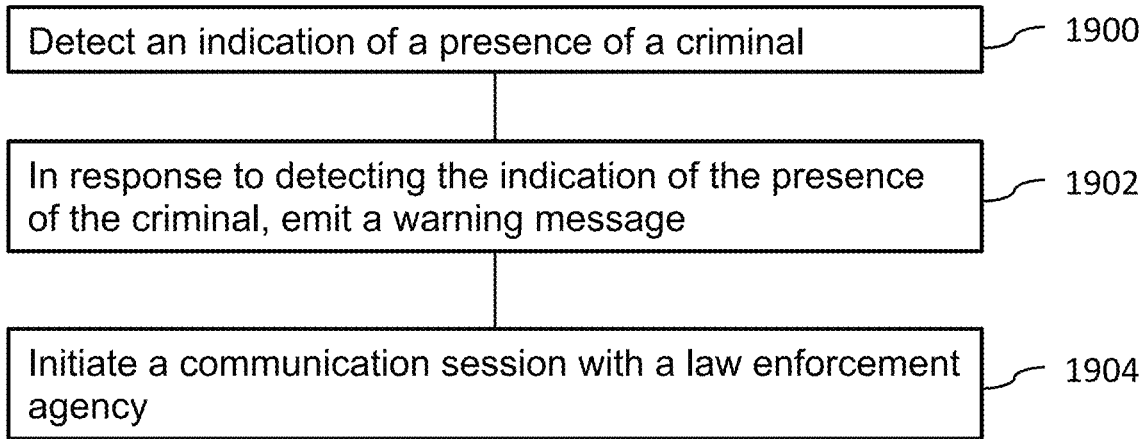 Detect an indication of a presence of a criminal
1900
In response to detecting the indication of the presence
of the criminal, emit a warning message
1902
Initiate a communication session with a law enforcement
agency
1904